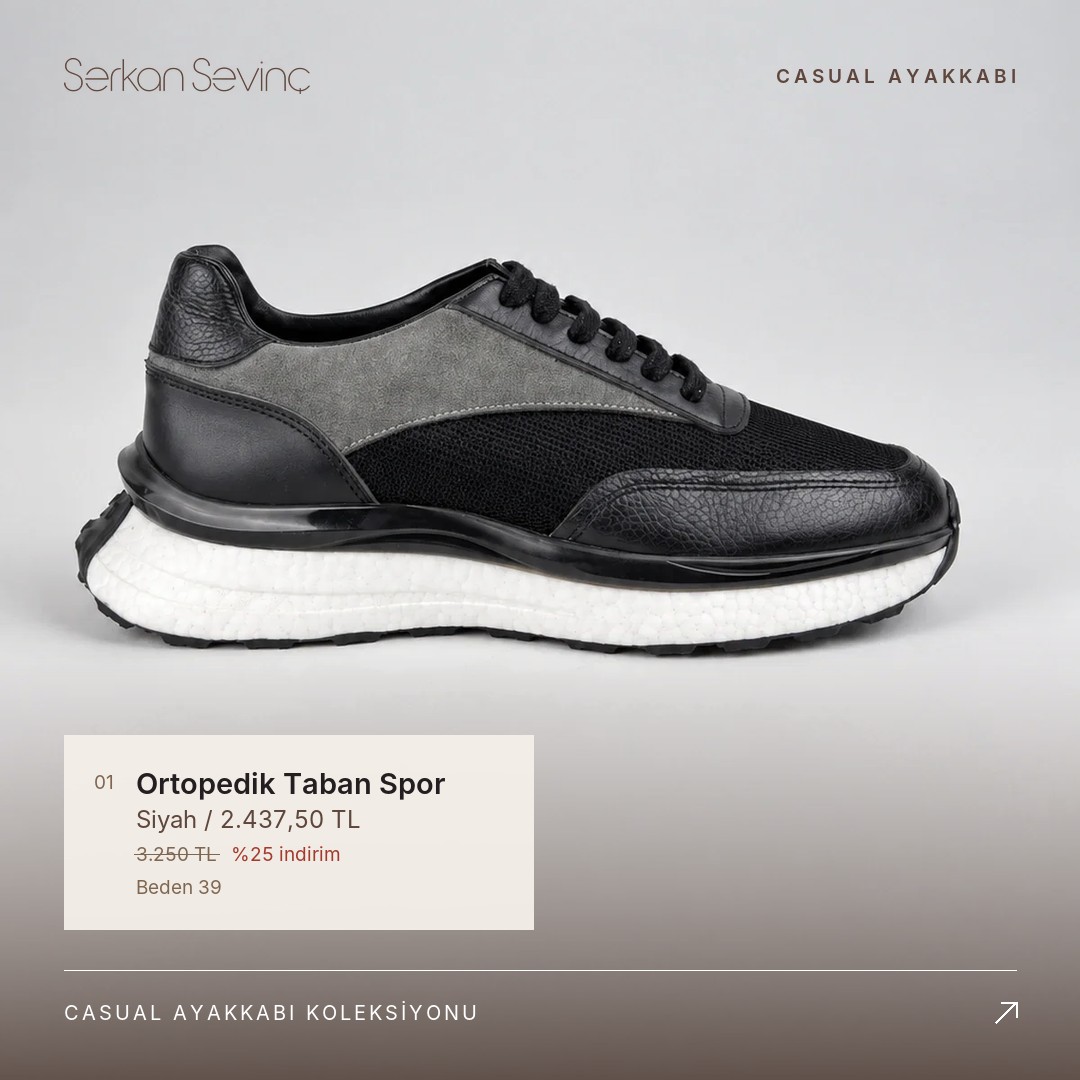 Serkan Sevinç
CASUAL AYAKKABI
01
Ortopedik Taban Spor
Siyah / 2.437,50 TL
3.250 TL %25 indirim
Beden 39
CASUAL AYAKKABI KOLEKSİYONU